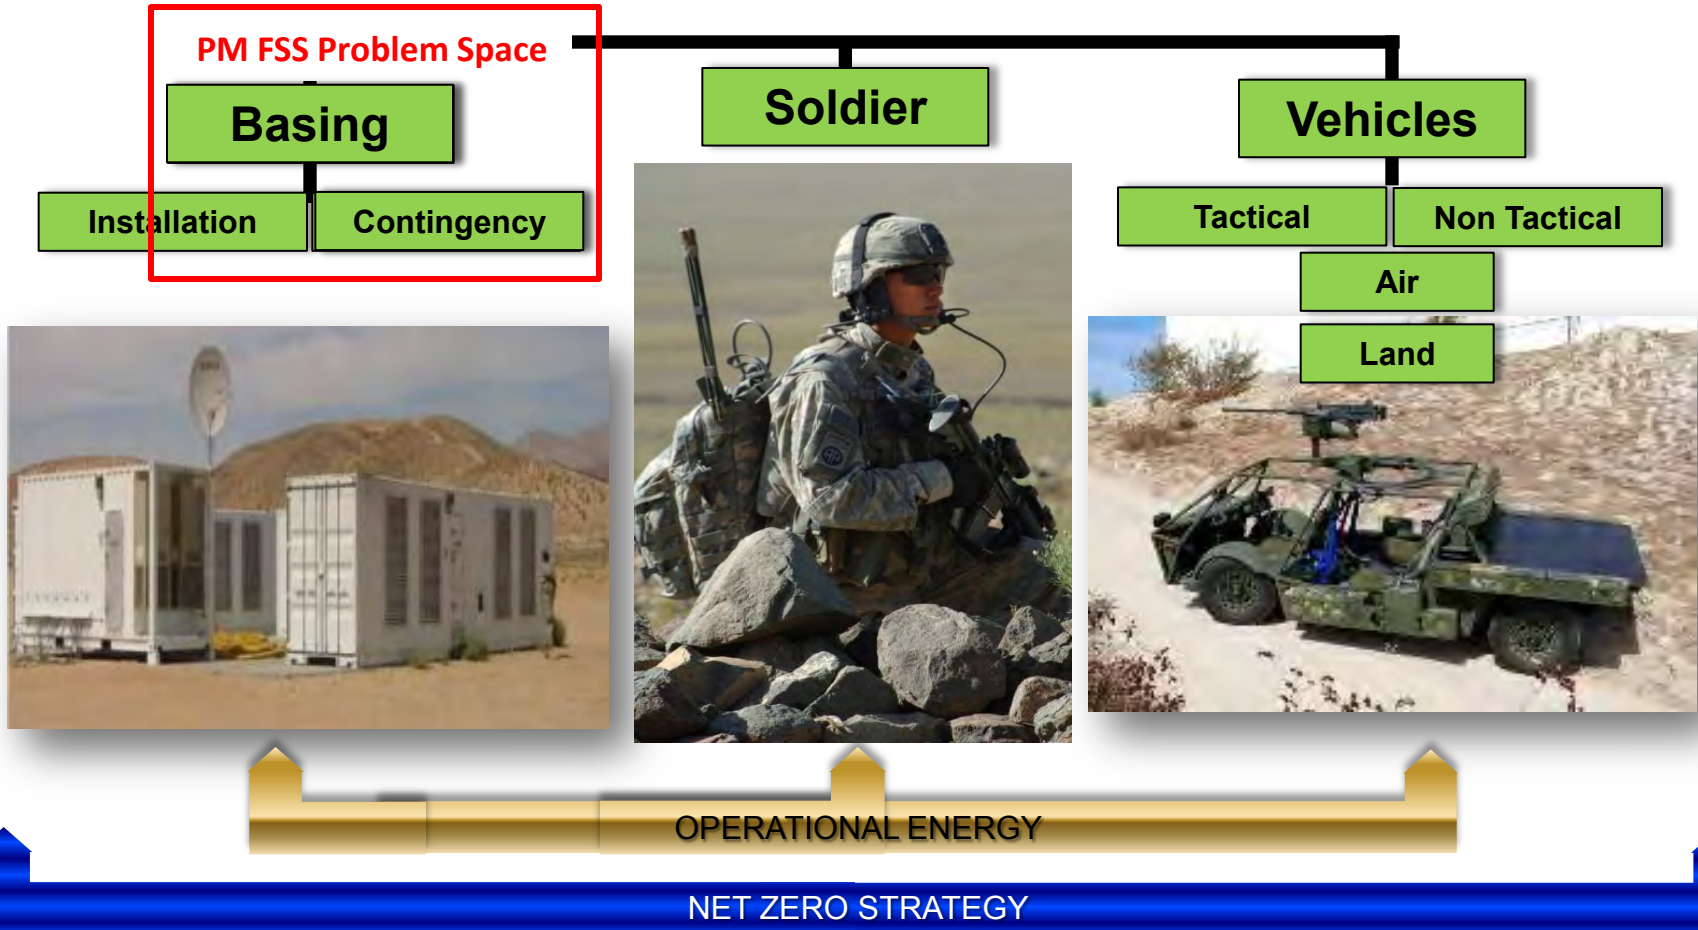 PM FSS Problem Space
Basing
Soldier
Vehicles
Installation
Contingency
Tactical
Non Tactical
Air
Land
OPERATIONAL ENERGY
NET ZERO STRATEGY